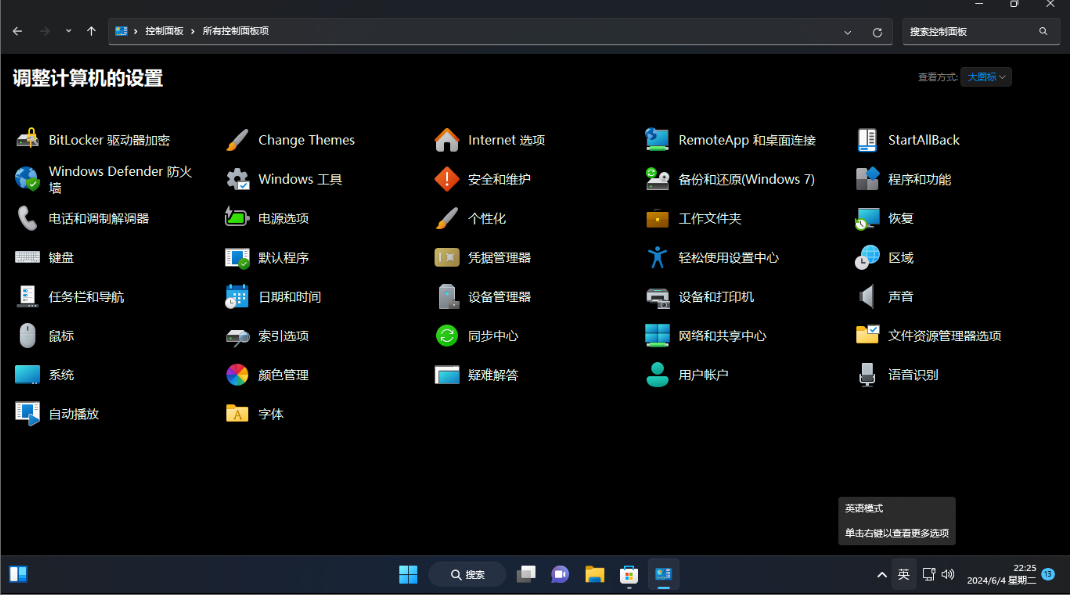 控制面板 › 所有控制面板项
搜索控制面板
调整计算机的设置
查看方式: 大图标
BitLocker 驱动器加密
Change Themes
Internet 选项
RemoteApp 和桌面连接
StartAllBack
Windows Defender 防火
墙
Windows 工具
安全和维护
备份和还原(Windows 7)
程序和功能
电话和调制解调器
电源选项
个性化
工作文件夹
恢复
键盘
默认程序
凭据管理器
轻松使用设置中心
区域
任务栏和导航
日期和时间
设备管理器
设备和打印机
声音
鼠标
索引选项
同步中心
网络和共享中心
文件资源管理器选项
系统
颜色管理
疑难解答
用户帐户
语音识别
自动播放
字体
英语模式
单击右键以查看更多选项
搜索
英
22:25
2024/6/4 星期二
13